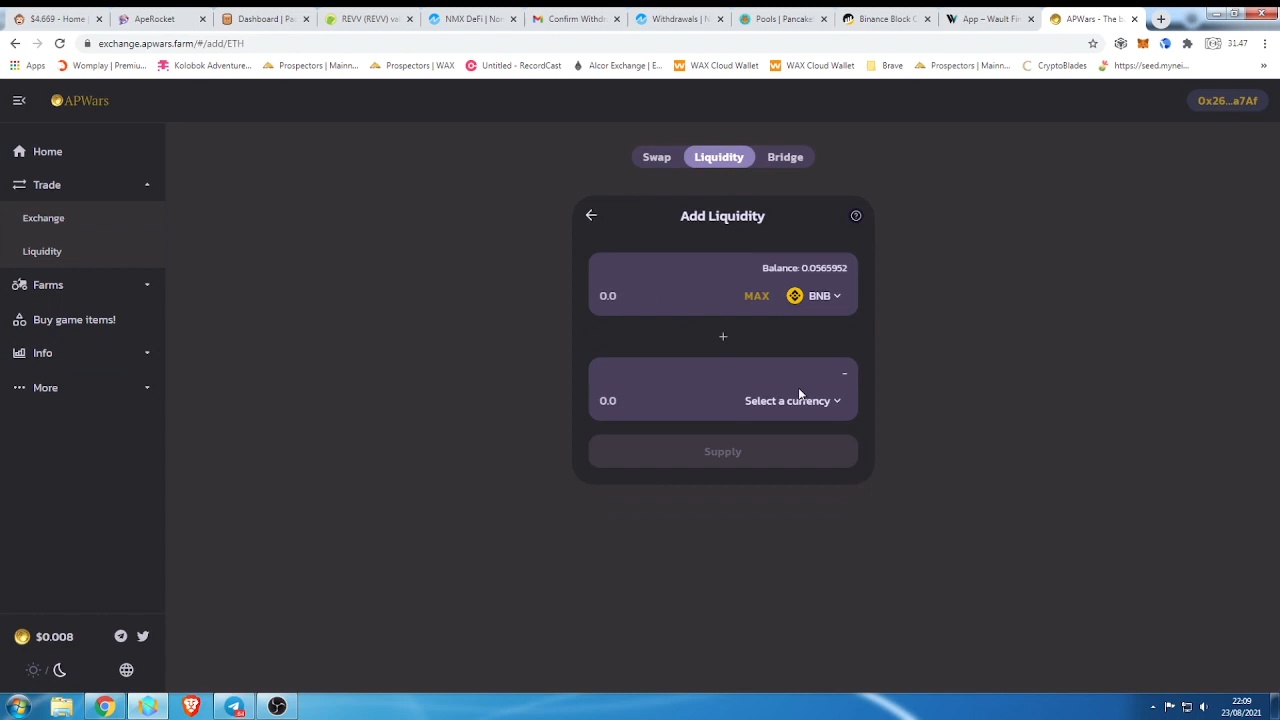 $4.669 - Home |
ApeRocket
Dashboard | Pa
REVV (REVV) val
NMX DeFi | Nom
Confirm Withdr
Withdrawals | N
Pools | Pancake
Binance Block C
App – Wault Fin
APWars - The b
exchange.apwars.farm/#/add/ETH
31.47
Apps
Womplay | Premiu...
Kolobok Adventure...
Prospectors | Mainn...
Prospectors | WAX
Untitled - RecordCast
Alcor Exchange | E...
WAX Cloud Wallet
WAX Cloud Wallet
Brave
Prospectors | Mainn...
CryptoBlades
https://seed.mynei...
»
APWars
0x26...a7Af
Home
Trade
Exchange
Liquidity
Farms
Buy game items!
Info
More
Swap
Liquidity
Bridge
Add Liquidity
Balance: 0.0565952
0.0
MAX
BNB
+
-
0.0
Select a currency
Supply
$0.008
/
22:09
23/08/2021